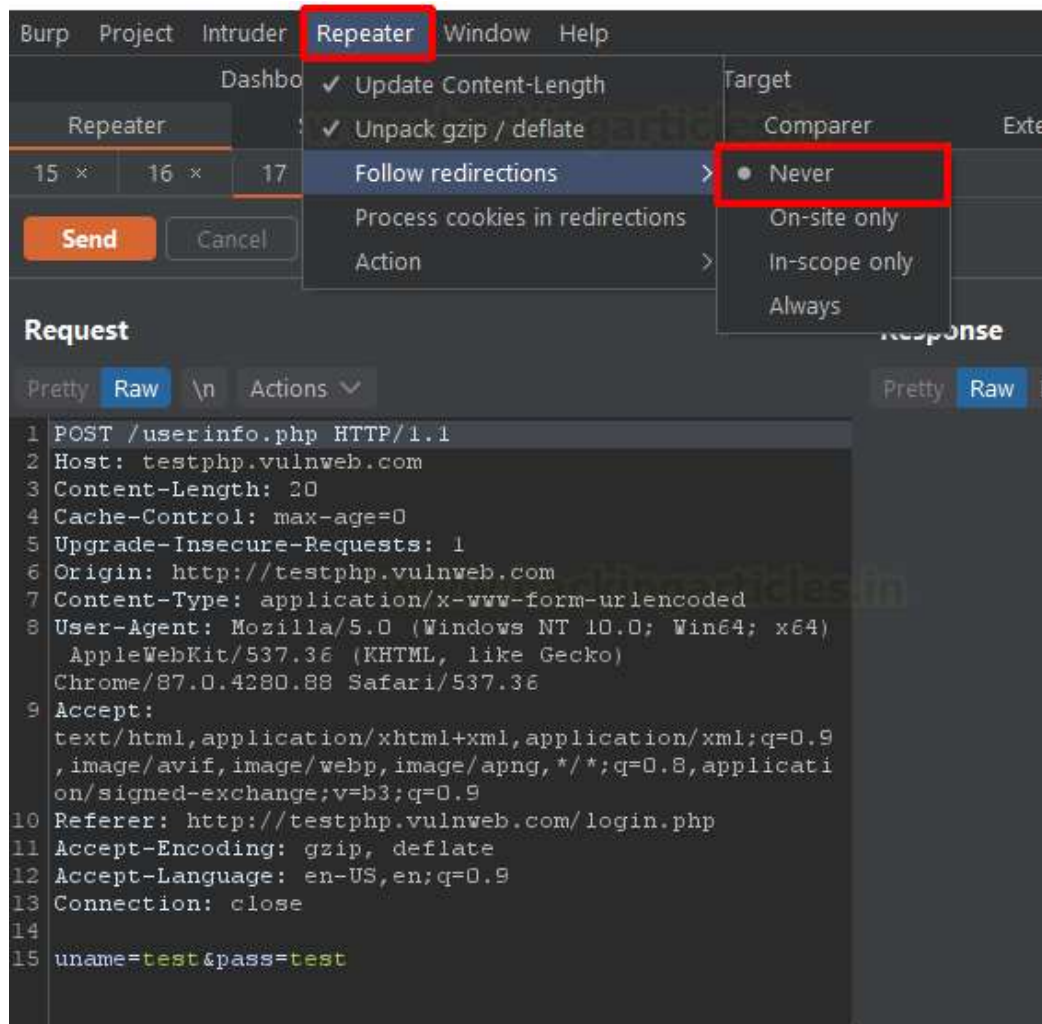 Burp Project Intruder Repeater Window Help
Dashbo ✓ Update Content-Length Target
Repeater ✓ Unpack gzip / deflate Comparer Exte
15 × 16 × 17 Follow redirections > Never
Send Cancel Process cookies in redirections On-site only
Action > In-scope only
Always
Request Response
Pretty Raw \n Actions Pretty Raw
1 POST /userinfo.php HTTP/1.1
2 Host: testphp.vulnweb.com
3 Content-Length: 20
4 Cache-Control: max-age=0
5 Upgrade-Insecure-Requests: 1
6 Origin: http://testphp.vulnweb.com
7 Content-Type: application/x-www-form-urlencoded
8 User-Agent: Mozilla/5.0 (Windows NT 10.0; Win64; x64)
AppleWebKit/537.36 (KHTML, like Gecko)
Chrome/87.0.4280.88 Safari/537.36
9 Accept:
text/html,application/xhtml+xml,application/xml;q=0.9
,image/avif,image/webp,image/apng,*/*;q=0.8,applicati
on/signed-exchange;v=b3;q=0.9
10 Referer: http://testphp.vulnweb.com/login.php
11 Accept-Encoding: gzip, deflate
12 Accept-Language: en-US,en;q=0.9
13 Connection: close
14
15 uname=test&pass=test